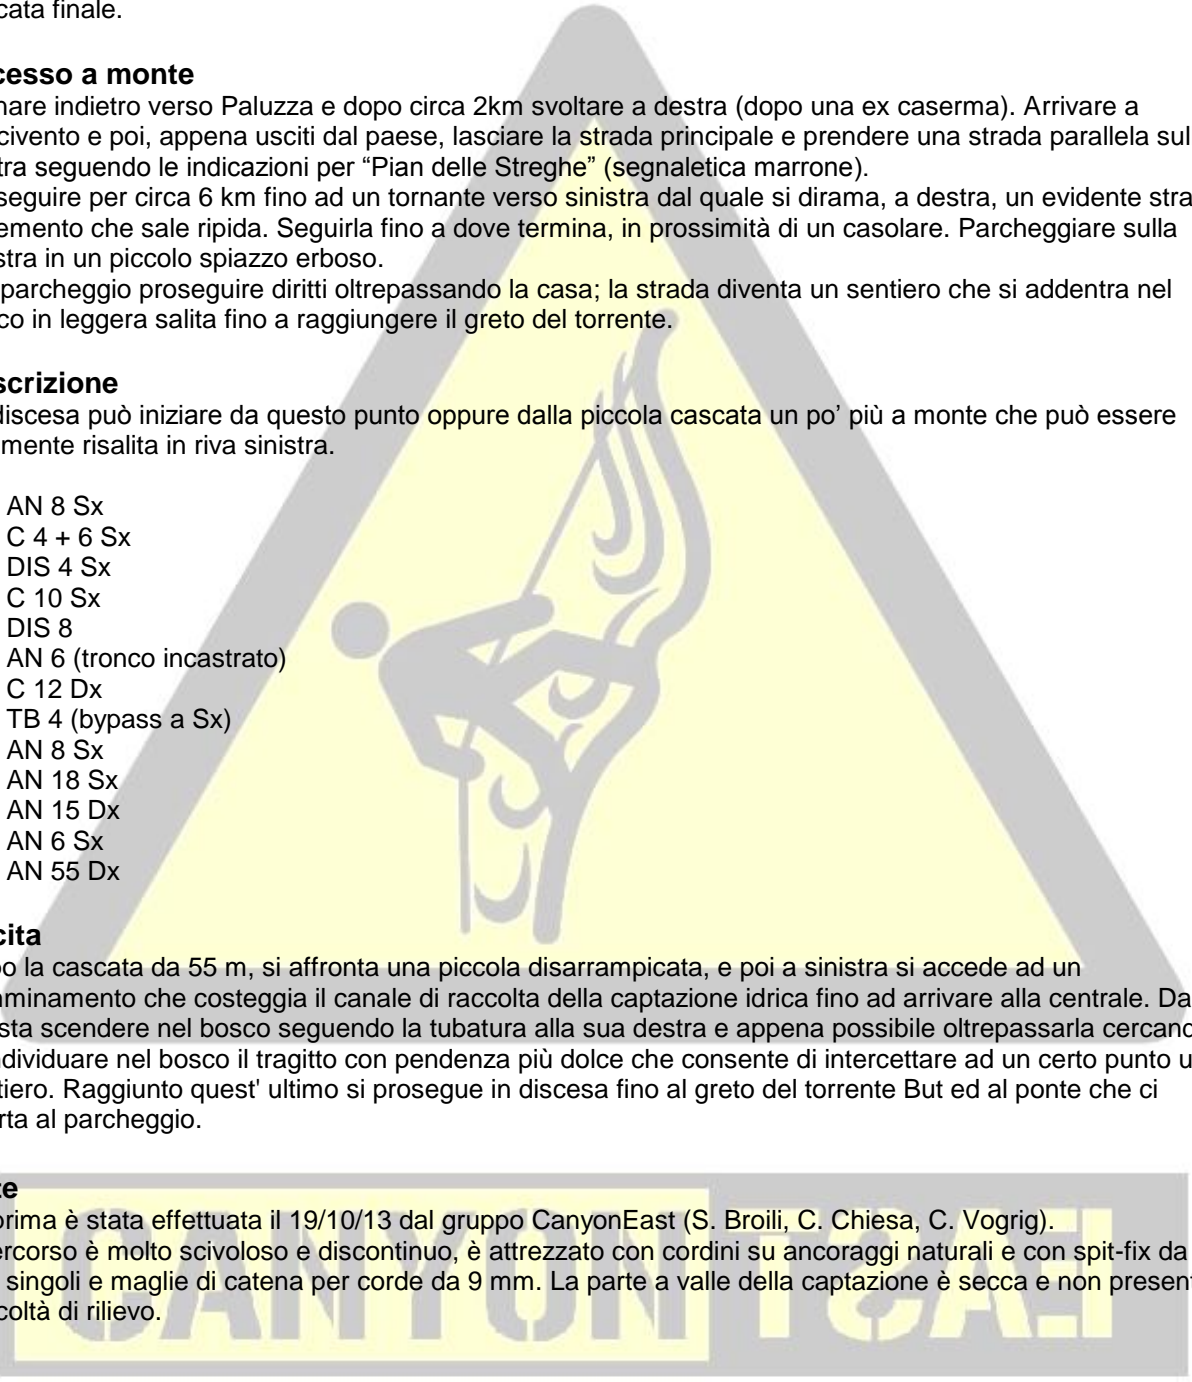 cata finale.
cesso a monte
nare indietro verso Paluzza e dopo circa 2km svoltare a destra (dopo una ex caserma). Arrivare a
civento e poi, appena usciti dal paese, lasciare la strada principale e prendere una strada parallela sul
tra seguendo le indicazioni per “Pian delle Streghe” (segnaletica marrone).
seguire per circa 6 km fino ad un tornante verso sinistra dal quale si dirama, a destra, un evidente stra
emento che sale ripida. Seguirla fino a dove termina, in prossimità di un casolare. Parcheggiare sulla
stra in un piccolo spiazzo erboso.
parcheggio proseguire diritti oltrepassando la casa; la strada diventa un sentiero che si addentra nel
co in leggera salita fino a raggiungere il greto del torrente.
scrizione
discesa può iniziare da questo punto oppure dalla piccola cascata un po’ più a monte che può essere
mente risalita in riva sinistra.
AN 8 Sx
C 4 + 6 Sx
DIS 4 Sx
C 10 Sx
DIS 8
AN 6 (tronco incastrato)
C 12 Dx
TB 4 (bypass a Sx)
AN 8 Sx
AN 18 Sx
AN 15 Dx
AN 6 Sx
AN 55 Dx
cita
po la cascata da 55 m, si affronta una piccola disarrampicata, e poi a sinistra si accede ad un
mminamento che costeggia il canale di raccolta della captazione idrica fino ad arrivare alla centrale. Da
sta scendere nel bosco seguendo la tubatura alla sua destra e appena possibile oltrepassarla cercando
ndividuare nel bosco il tragitto con pendenza più dolce che consente di intercettare ad un certo punto u
tiero. Raggiunto quest' ultimo si prosegue in discesa fino al greto del torrente But ed al ponte che ci
rta al parcheggio.
te
prima è stata effettuata il 19/10/13 dal gruppo CanyonEast (S. Broili, C. Chiesa, C. Vogrig).
ercorso è molto scivoloso e discontinuo, è attrezzato con cordini su ancoraggi naturali e con spit-fix da
singoli e maglie di catena per corde da 9 mm. La parte a valle della captazione è secca e non present
coltà di rilievo.
CANYON EAST